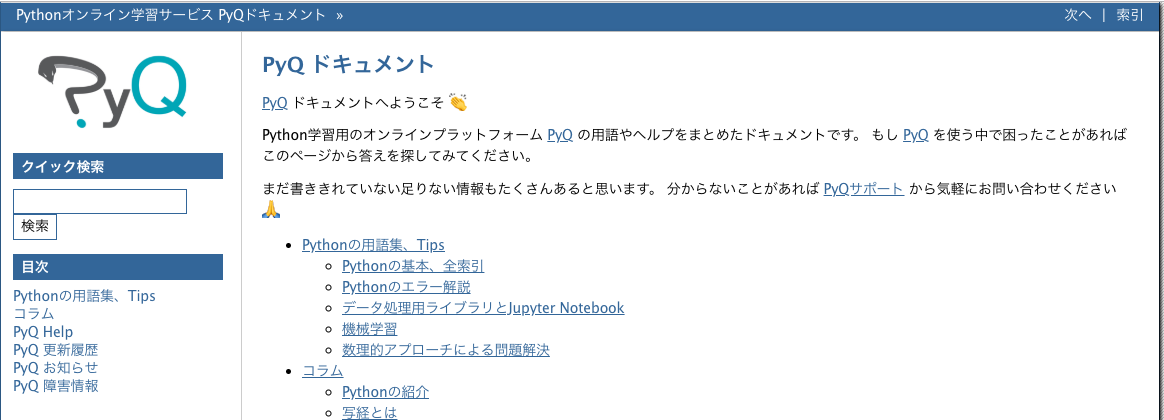 Pythonオンライン学習サービス PyQドキュメント »
次へ | 索引
PyQ
クイック検索
検索
目次
Pythonの用語集、Tips
コラム
PyQ Help
PyQ 更新履歴
PyQ お知らせ
PyQ 障害情報
PyQ ドキュメント
PyQ ドキュメントへようこそ 👏
Python学習用のオンラインプラットフォーム PyQ の用語やヘルプをまとめたドキュメントです。 もし PyQ を使う中で困ったことがあれば
このページから答えを探してみてください。
まだ書ききれていない足りない情報もたくさんあると思います。 分からないことがあれば PyQサポート から気軽にお問い合わせください
🙏
• Pythonの用語集、Tips
◦ Pythonの基本、全索引
◦ Pythonのエラー解説
◦ データ処理用ライブラリとJupyter Notebook
◦ 機械学習
◦ 数理的アプローチによる問題解決
• コラム
◦ Pythonの紹介
◦ 写経とは